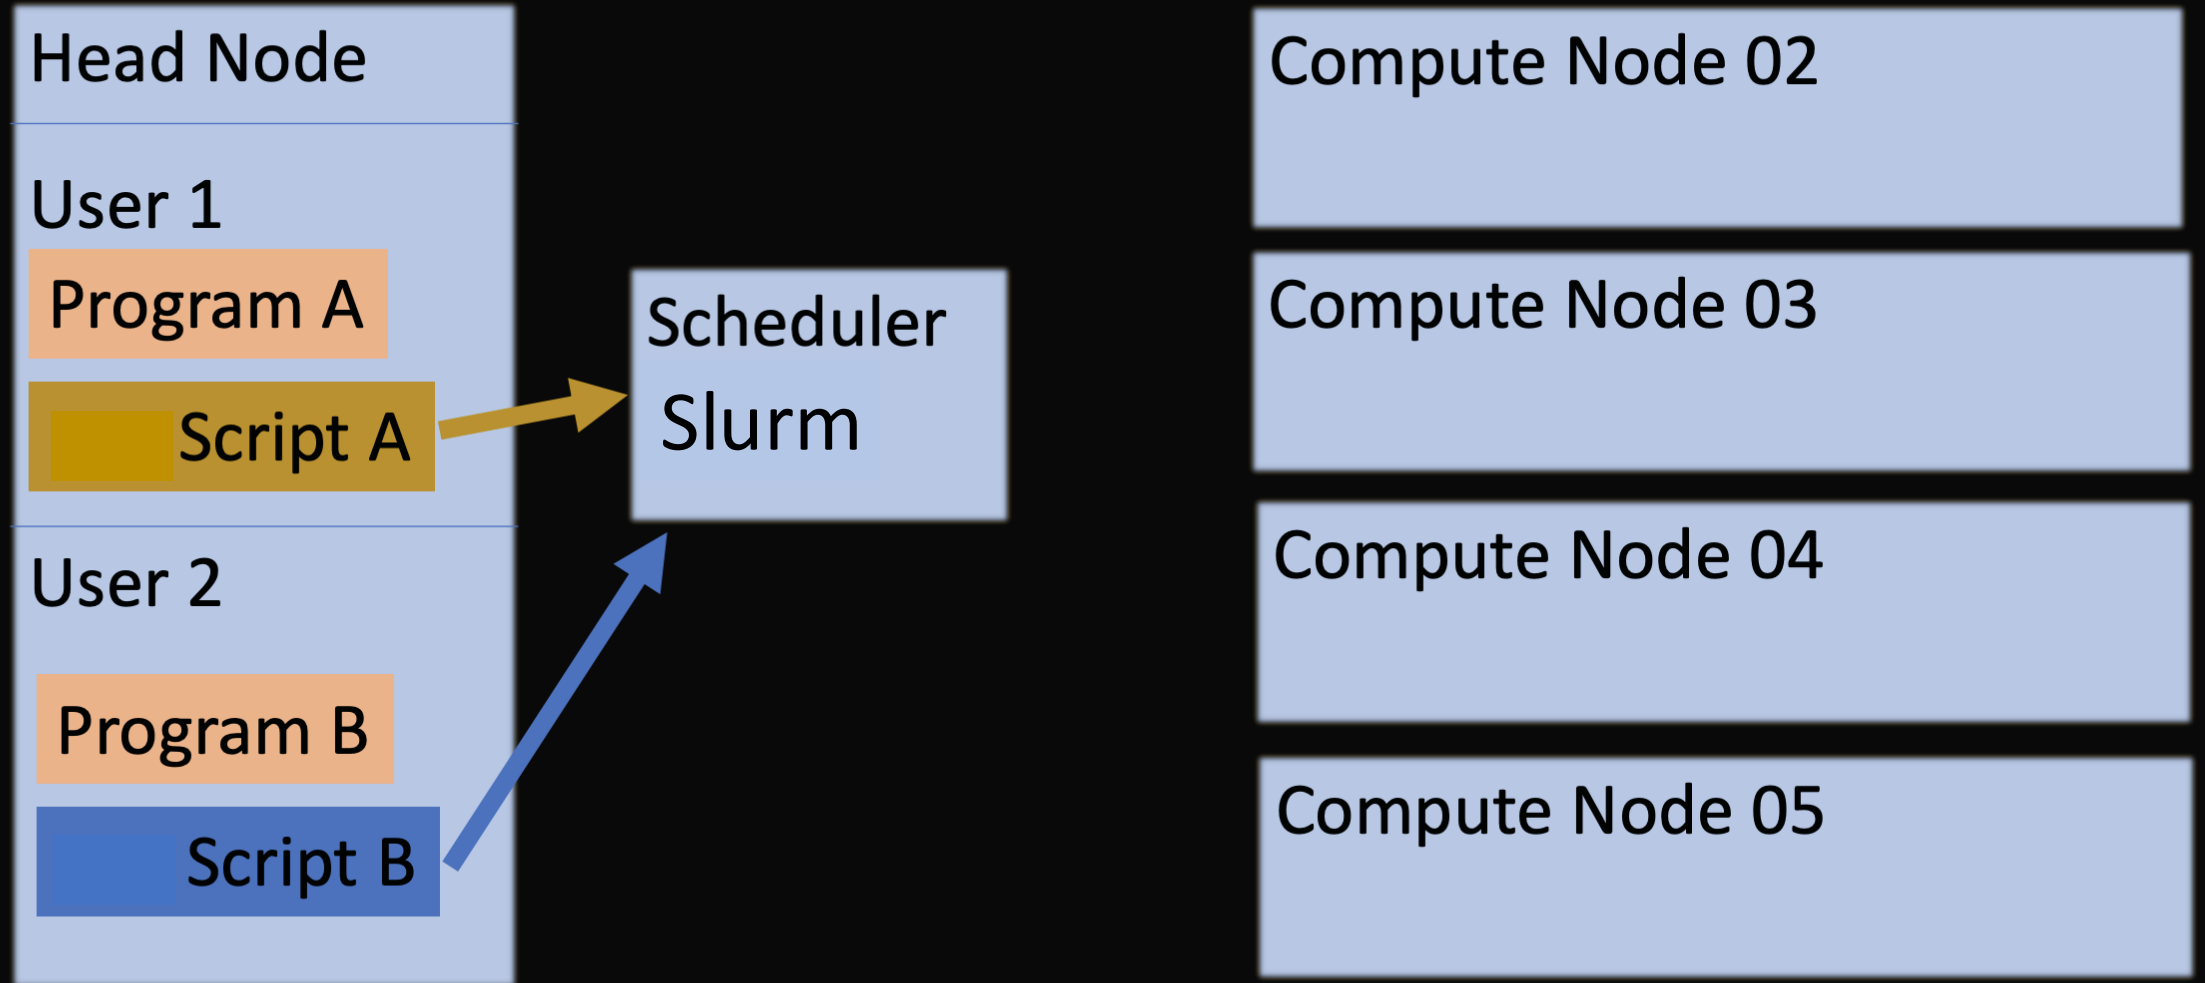 Head Node
User 1
Program A
Script A
User 2
Program B
Script B
Scheduler
Slurm
Compute Node 02
Compute Node 03
Compute Node 04
Compute Node 05